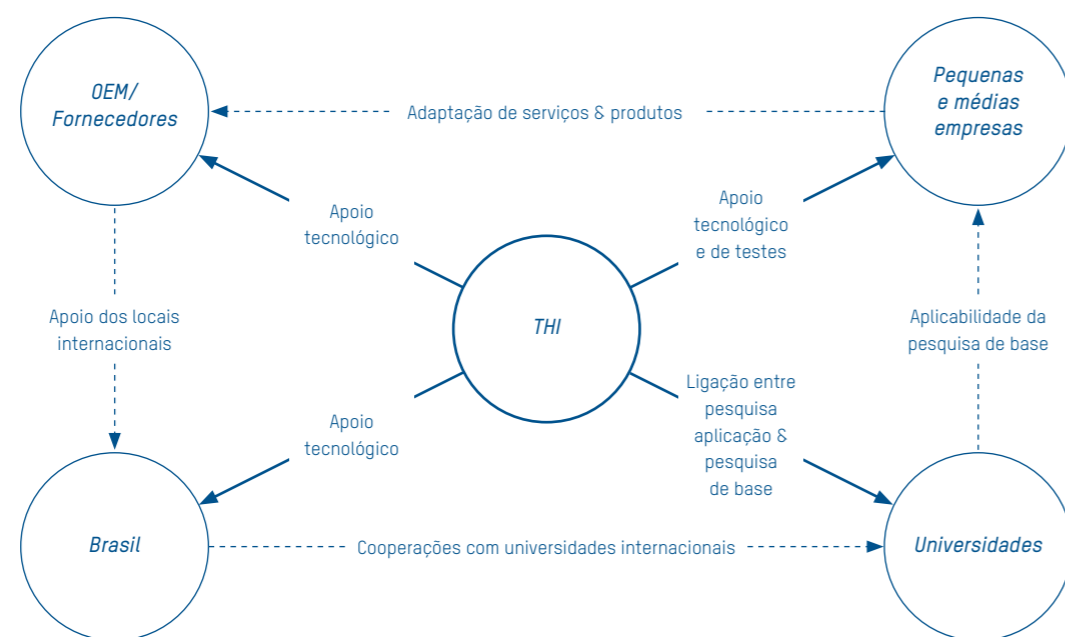 OEM/
Fornecedores
Adaptação de serviços & produtos
Pequenas
e médias
empresas
Apoio
tecnológico
Apoio
tecnológico
e de testes
Apoio dos locais
internacionais
THI
Aplicabilidade da
pesquisa de base
Apoio
tecnológico
Ligação entre
pesquisa
aplicação &
pesquisa
de base
Brasil
Cooperações com universidades internacionais
Universidades